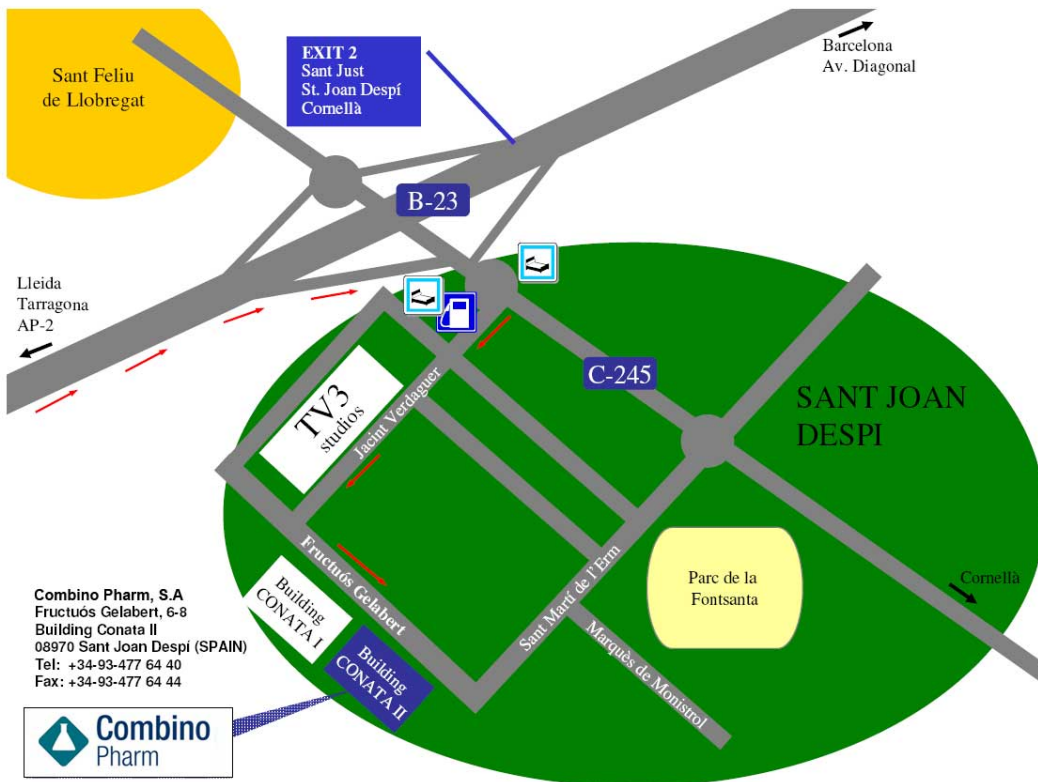 Sant Feliu
de Llobregat
EXIT 2
Sant Just
St. Joan Despí
Cornellà
Barcelona
Av. Diagonal
B-23
Lleida
Tarragona
AP-2
C-245
SANT JOAN
DESPI
TV3
studios
Jacint Verdaguer
Fructuós Gelabert
Sant Martí de l'Erm
Parc de la
Fontsanta
Cornellà
Marquès de Monistrol
Building
CONATA I
Building
CONATA II
Combino Pharm, S.A
Fructuós Gelabert, 6-8
Building Conata II
08970 Sant Joan Despí (SPAIN)
Tel: +34-93-477 64 40
Fax: +34-93-477 64 44
Combino
Pharm